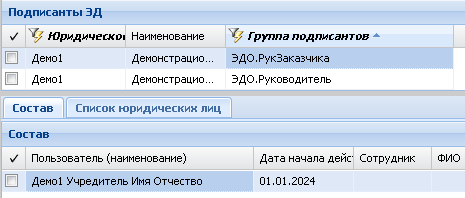 Подписанты ЭД
Юридическо Наименование Группа подписантов
Демо1 Демонстрацио... ЭДО.РукЗаказчика
Демо1 Демонстрацио... ЭДО.Руководитель
Состав Список юридических лиц
Состав
Пользователь (наименование) Дата начала дейст Сотрудник ФИО
Демо1 Учредитель Имя Отчество 01.01.2024